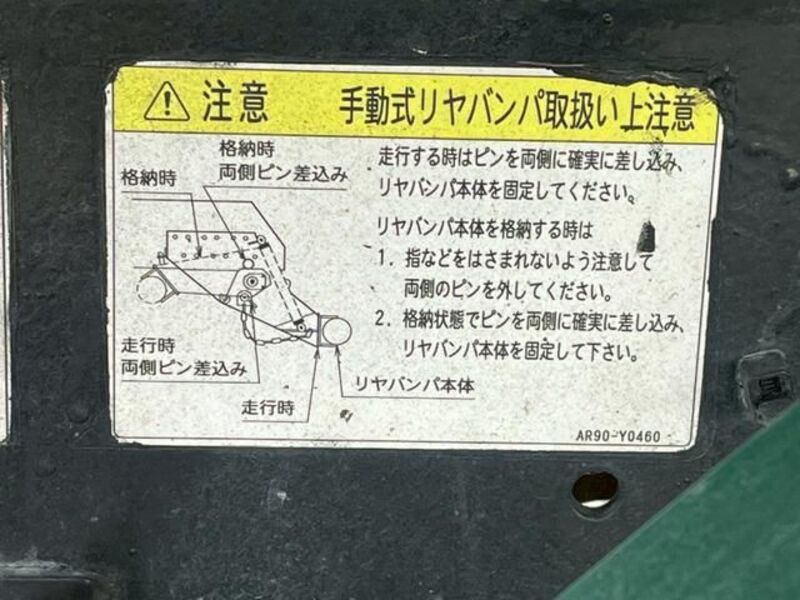 注意 手動式リヤバンパ取扱い上注意
格納時
両側ピン差込み
格納時
走行する時はピンを両側に確実に差し込み、
リヤバンパ本体を固定してください。
リヤバンパ本体を格納する時は
1. 指などをはさまれないよう注意して
両側のピンを外してください。
2. 格納状態でピンを両側に確実に差し込み、
リヤバンパ本体を固定して下さい。
走行時
両側ピン差込み
リヤバンパ本体
走行時
AR90-Y0460